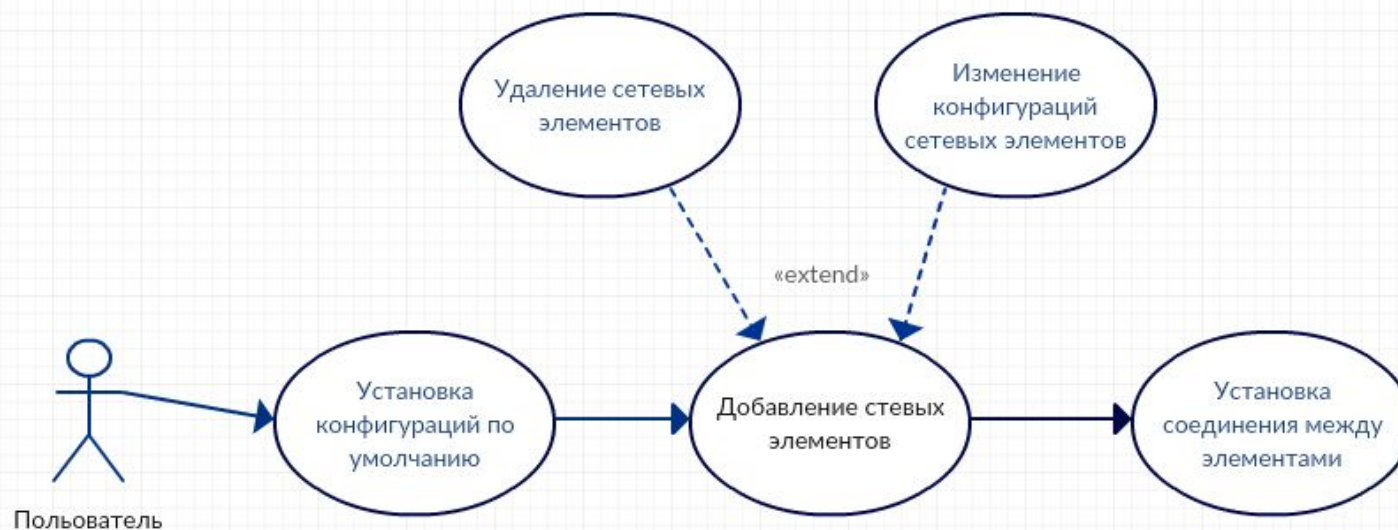 Удаление сетевых
элементов
Изменение
конфигураций
сетевых элементов
«extend»
Установка
конфигураций по
умолчанию
Добавление стевых
элементов
Установка
соединения между
элементами
Польователь